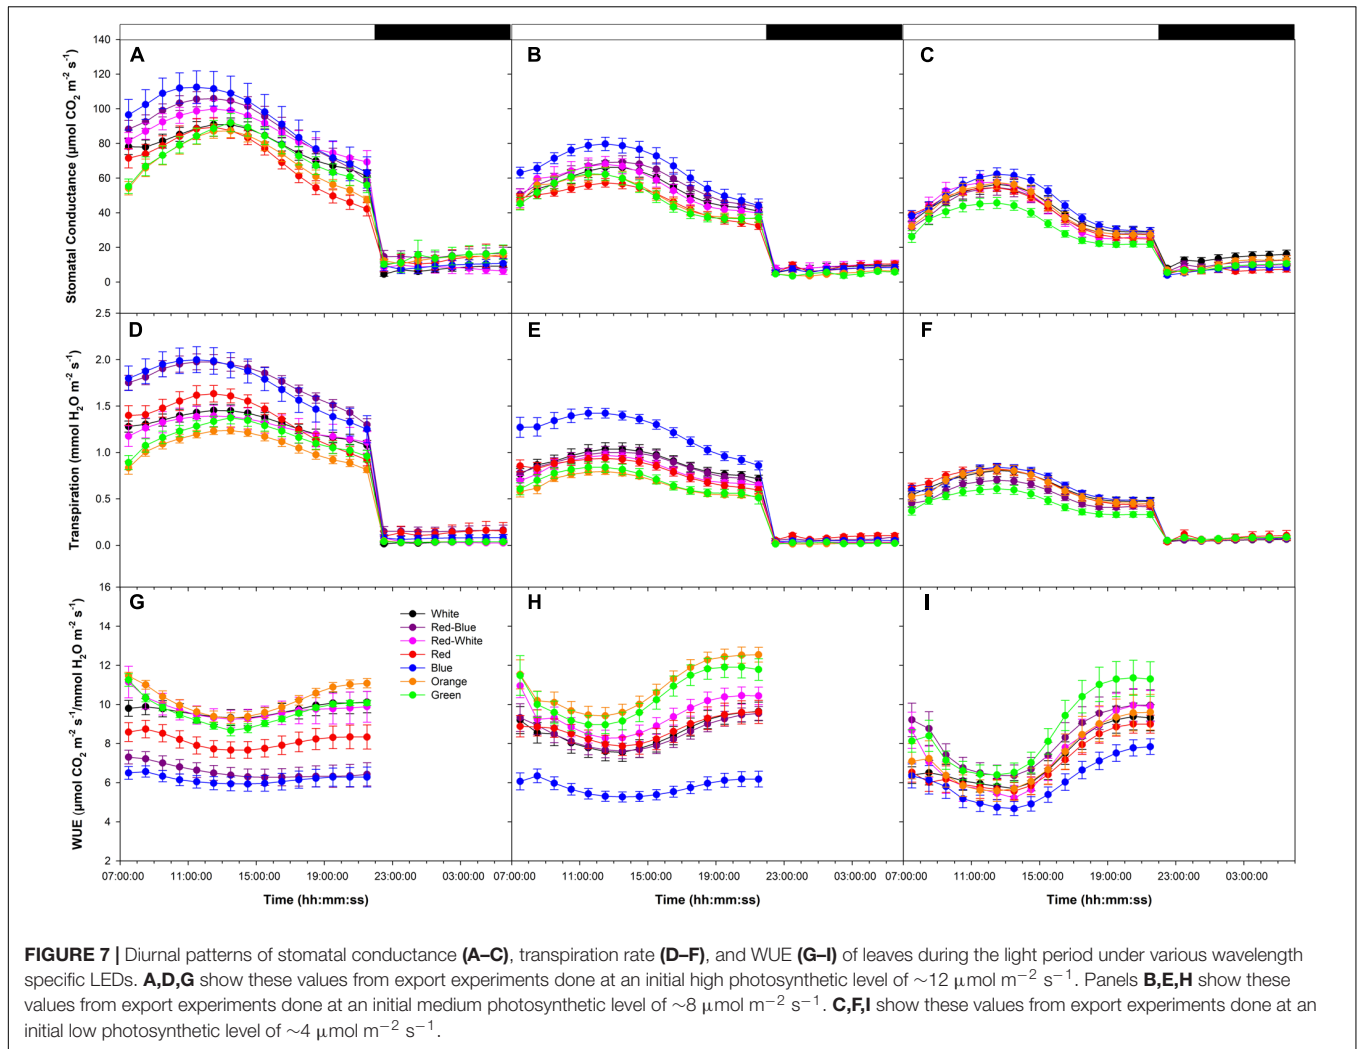 A
B
C
Stomatal Conductance (µmol CO2 m-2 s-1)
140
120
100
80
60
40
20
0
D
E
F
Transpiration (mmol H2O m-2 s-1)
2.5
2.0
1.5
1.0
0.5
0.0
G
H
I
WUE (µmol CO2 m-2 s-1/mmol H2O m-2 s-1)
16
14
12
10
8
6
4
2
White
Red-Blue
Red-White
Red
Blue
Orange
Green
07:00:00 11:00:00 15:00:00 19:00:00 23:00:00 03:00:00 07:00:00 11:00:00 15:00:00 19:00:00 23:00:00 03:00:00 07:00:00 11:00:00 15:00:00 19:00:00 23:00:00 03:00:00
Time (hh:mm:ss) Time (hh:mm:ss) Time (hh:mm:ss)
FIGURE 7 | Diurnal patterns of stomatal conductance (A–C), transpiration rate (D–F), and WUE (G–I) of leaves during the light period under various wavelength
specific LEDs. A,D,G show these values from export experiments done at an initial high photosynthetic level of ∼12 µmol m−2 s−1. Panels B,E,H show these
values from export experiments done at an initial medium photosynthetic level of ∼8 µmol m−2 s−1. C,F,I show these values from export experiments done at an
initial low photosynthetic level of ∼4 µmol m−2 s−1.